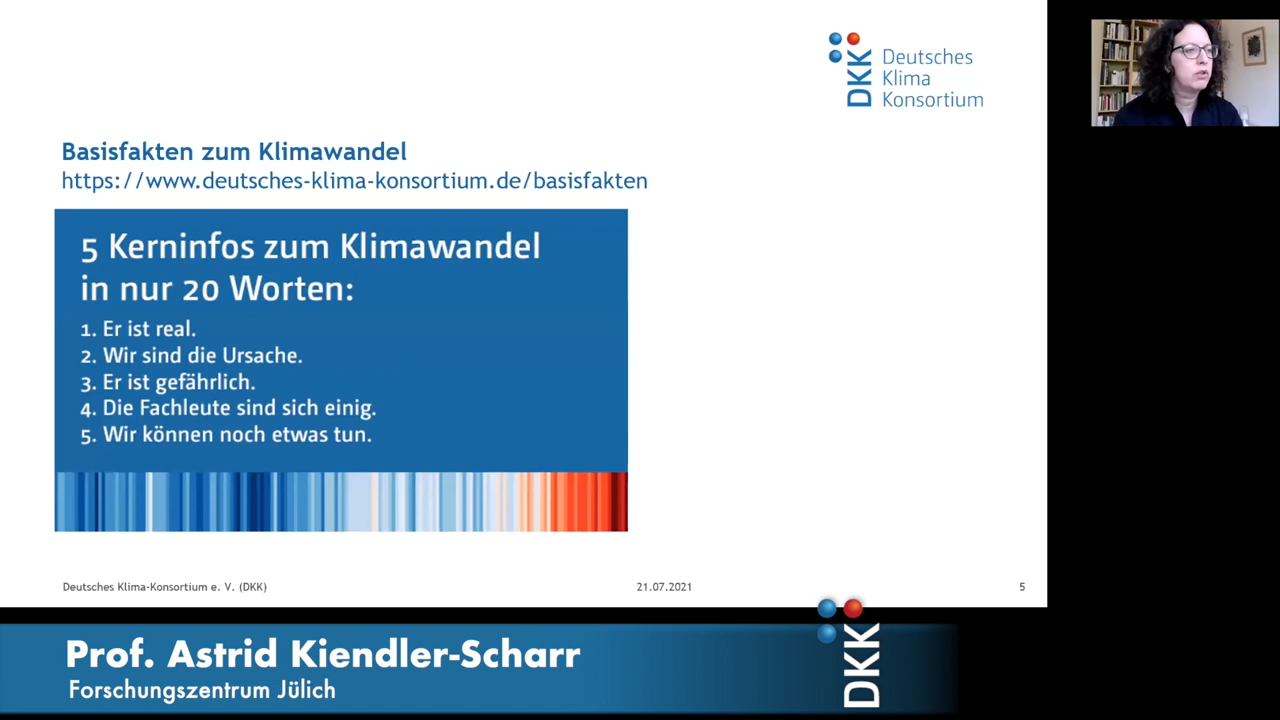 DKK
Deutsches
Klima
Konsortium
Basisfakten zum Klimawandel
https://www.deutsches-klima-konsortium.de/basisfakten
5 Kerninfos zum Klimawandel
in nur 20 Worten:
1. Er ist real.
2. Wir sind die Ursache.
3. Er ist gefährlich.
4. Die Fachleute sind sich einig.
5. Wir können noch etwas tun.
Deutsches Klima-Konsortium e. V. (DKK)
21.07.2021
5
Prof. Astrid Kiendler-Scharr
Forschungszentrum Jülich
DKK